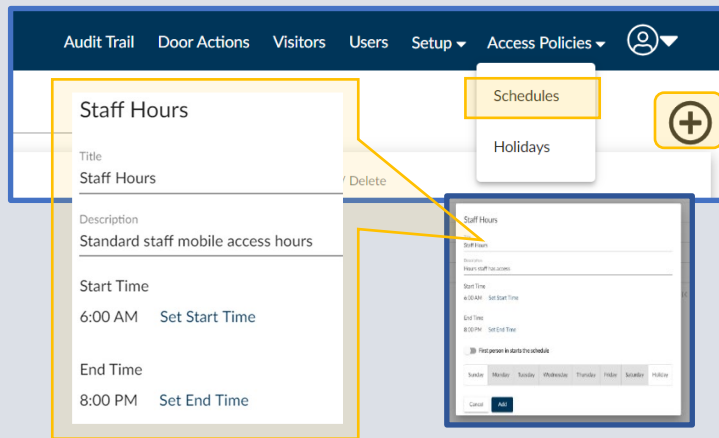 Audit Trail Door Actions Visitors Users Setup Access Policies
Schedules
Holidays
/ Delete
Staff Hours
Title
Staff Hours
Description
Standard staff mobile access hours
Start Time
6:00 AM Set Start Time
End Time
8:00 PM Set End Time
Staff Hours
Staff Hours
Description
Hours staff has access
Start Time
6:00 AM Set Start Time
End Time
8:00 PM Set End Time
First person in starts the schedule
Sunday Monday Tuesday Wednesday Thursday Friday Saturday Holiday
Cancel Add